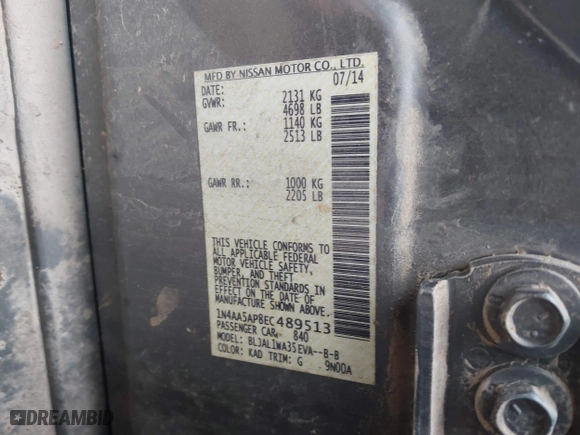 MFD BY NISSAN MOTOR CO., LTD.
DATE: 07/14
GVWR: 2131 KG
4698 LB
GAWR FR.: 1140 KG
2513 LB
GAWR RR.: 1000 KG
2205 LB
THIS VEHICLE CONFORMS TO
ALL APPLICABLE FEDERAL
MOTOR VEHICLE SAFETY,
BUMPER, AND THEFT
PREVENTION STANDARDS IN
EFFECT ON THE DATE OF
MANUFACTURE SHOWN ABOVE.
1N4AA5AP8EC489513
PASSENGER CAR. 840
MODEL: BLJAL1WA35EVA--B-B
COLOR: KAD TRIM: G 9N00A
DREAMBID